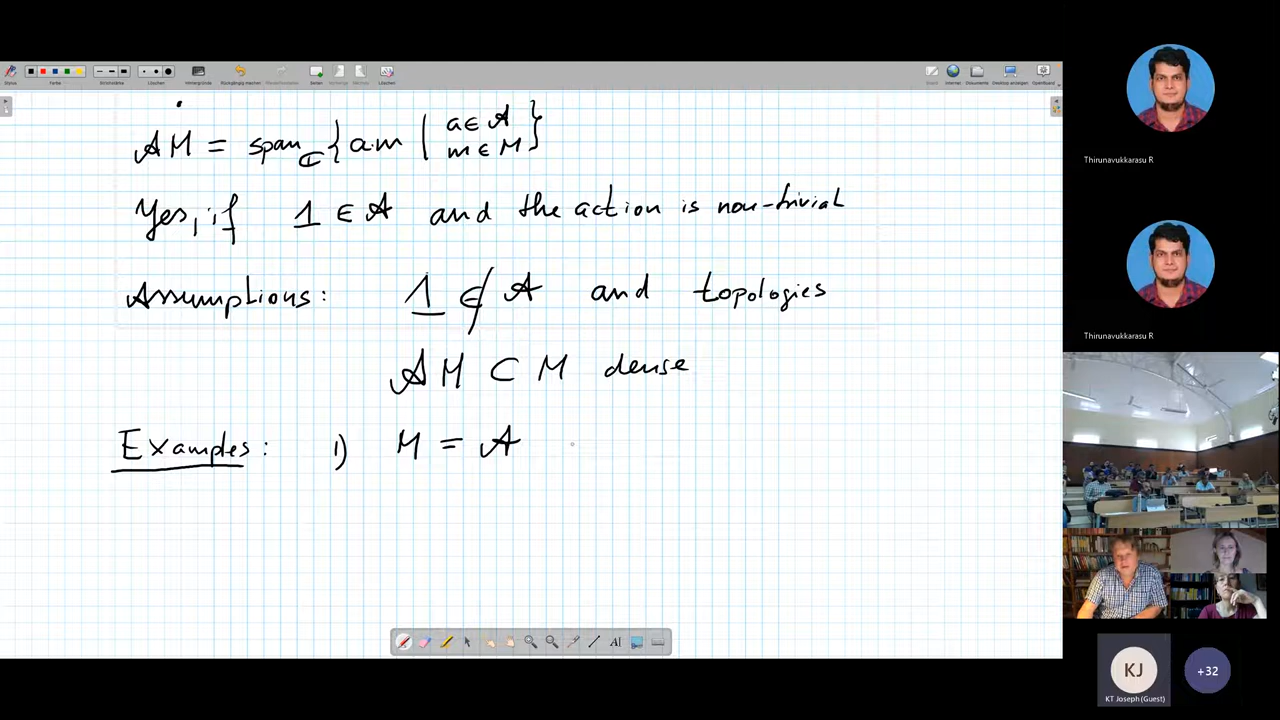 AM = span_ℂ { a·m | a ∈ A
m ∈ M }
Yes, if 1 ∈ A and the action is non-trivial
Assumptions: 1 ∉ A and topologies
AM ⊂ M dense
Examples: 1) M = A
Thirunavukkarasu R
Thirunavukkarasu R
KJ
KT Joseph (Guest)
+32